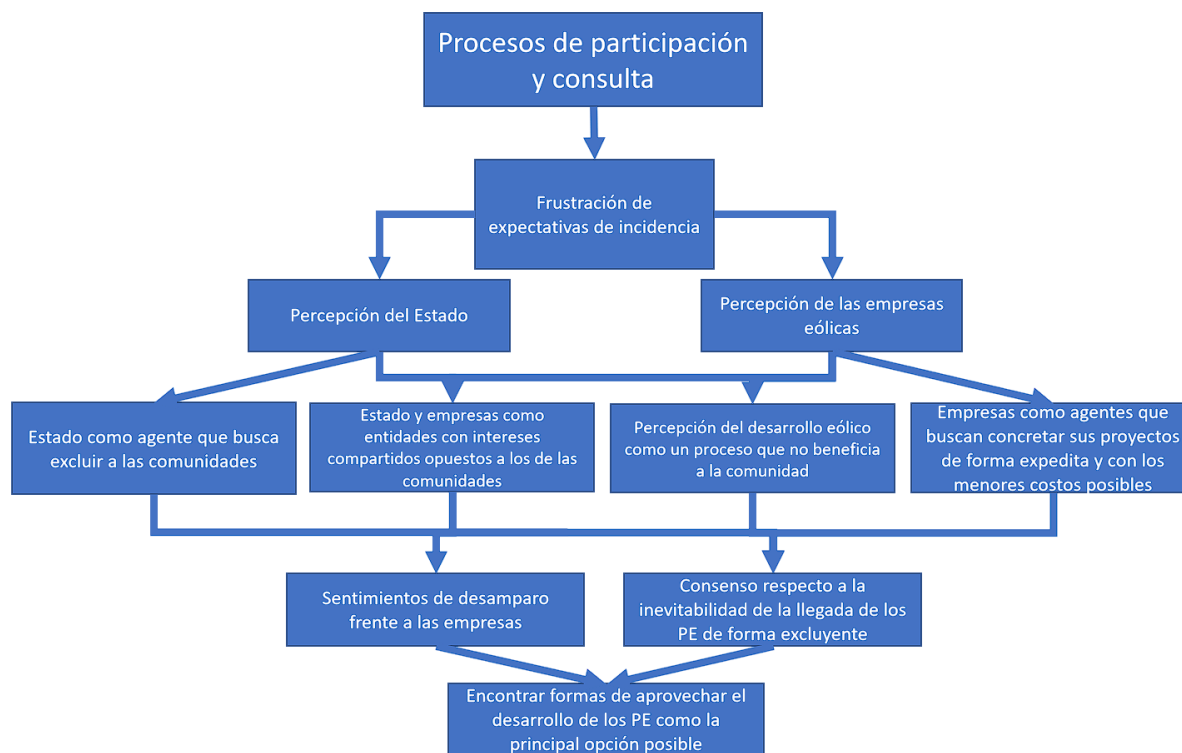 Procesos de participación
y consulta
Frustración de
expectativas de incidencia
Percepción del Estado
Percepción de las empresas
eólicas
Estado como agente que busca
excluir a las comunidades
Estado y empresas como
entidades con intereses
compartidos opuestos a los de las
comunidades
Percepción del desarrollo eólico
como un proceso que no beneficia
a la comunidad
Empresas como agentes que
buscan concretar sus proyectos
de forma expedita y con los
menores costos posibles
Sentimientos de desamparo
frente a las empresas
Consenso respecto a la
inevitabilidad de la llegada de los
PE de forma excluyente
Encontrar formas de aprovechar el
desarrollo de los PE como la
principal opción posible